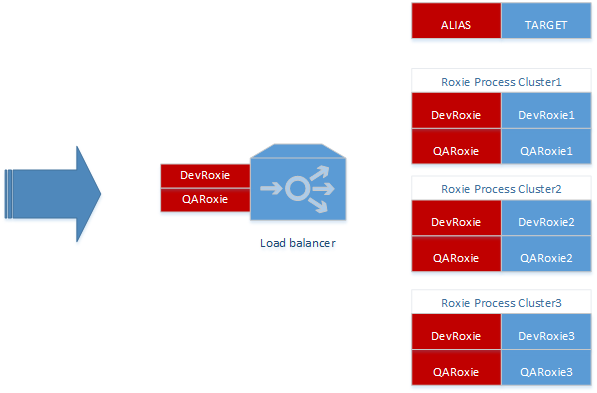 ALIAS TARGET
Roxie Process Cluster1
DevRoxie DevRoxie1
QARoxie QARoxie1
DevRoxie
QARoxie
Load balancer
Roxie Process Cluster2
DevRoxie DevRoxie2
QARoxie QARoxie2
Roxie Process Cluster3
DevRoxie DevRoxie3
QARoxie QARoxie3